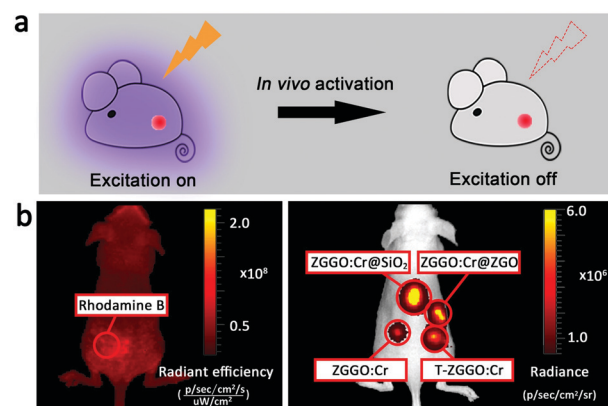 a
In vivo activation
Excitation on
Excitation off
b
Rhodamine B
2.0
x10⁸
0.5
Radiant efficiency
(p/sec/cm²/s
uW/cm²)
ZGGO:Cr@SiO₂
ZGGO:Cr@ZGO
ZGGO:Cr
T-ZGGO:Cr
6.0
x10⁶
1.0
Radiance
(p/sec/cm²/sr)